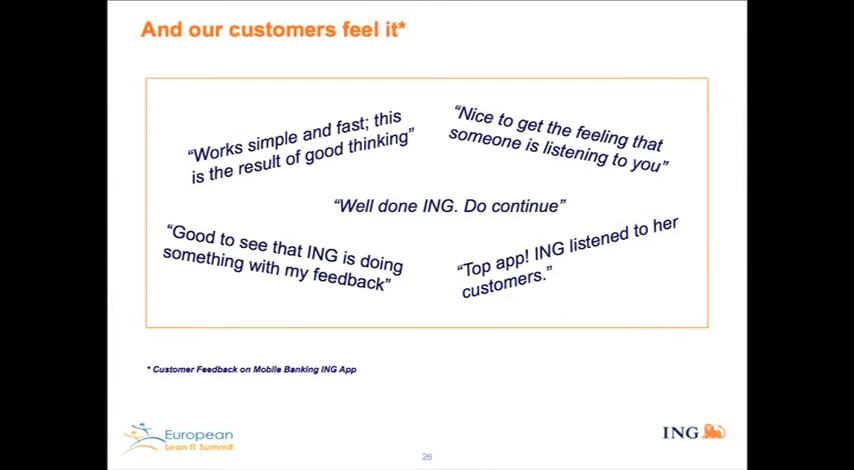 And our customers feel it*
“Works simple and fast; this
is the result of good thinking”
“Nice to get the feeling that
someone is listening to you”
“Well done ING. Do continue”
“Good to see that ING is doing
something with my feedback”
“Top app! ING listened to her
customers.”
* Customer Feedback on Mobile Banking ING App
European
Lean IT Summit
26
ING